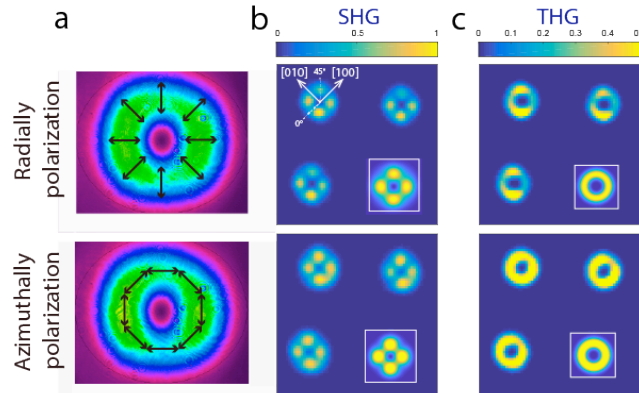 a
b
SHG
c
THG
0 0.5 1
0 0.1 0.2 0.3 0.4
Radially
polarization
[010] 45° [100]
0°
Azimuthally
polarization